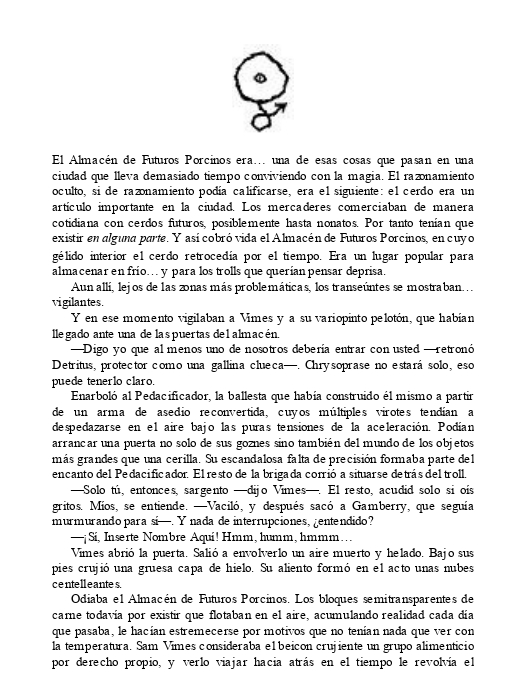 El Almacén de Futuros Porcinos era… una de esas cosas que pasan en una
ciudad que lleva demasiado tiempo conviviendo con la magia. El razonamiento
oculto, si de razonamiento podía calificarse, era el siguiente: el cerdo era un
artículo importante en la ciudad. Los mercaderes comerciaban de manera
cotidiana con cerdos futuros, posiblemente hasta nonatos. Por tanto tenían que
existir en alguna parte. Y así cobró vida el Almacén de Futuros Porcinos, en cuyo
gélido interior el cerdo retrocedía por el tiempo. Era un lugar popular para
almacenar en frío… y para los trolls que querían pensar deprisa.
Aun allí, lejos de las zonas más problemáticas, los transeúntes se mostraban…
vigilantes.
Y en ese momento vigilaban a Vimes y a su variopinto pelotón, que habían
llegado ante una de las puertas del almacén.
—Digo yo que al menos uno de nosotros debería entrar con usted —retronó
Detritus, protector como una gallina clueca—. Chrysoprase no estará solo, eso
puede tenerlo claro.
Enarboló al Pedacificador, la ballesta que había construido él mismo a partir
de un arma de asedio reconvertida, cuyos múltiples virotes tendían a
despedazarse en el aire bajo las puras tensiones de la aceleración. Podían
arrancar una puerta no solo de sus goznes sino también del mundo de los objetos
más grandes que una cerilla. Su escandalosa falta de precisión formaba parte del
encanto del Pedacificador. El resto de la brigada corrió a situarse detrás del troll.
—Solo tú, entonces, sargento —dijo Vimes—. El resto, acudid solo si oís
gritos. Míos, se entiende. —Vaciló, y después sacó a Gamberry, que seguía
murmurando para sí—. Y nada de interrupciones, ¿entendido?
—¡Sí, Inserte Nombre Aquí! Hmm, humm, hmmm…
Vimes abrió la puerta. Salió a envolverlo un aire muerto y helado. Bajo sus
pies crujió una gruesa capa de hielo. Su aliento formó en el acto unas nubes
centelleantes.
Odiaba el Almacén de Futuros Porcinos. Los bloques semitransparentes de
carne todavía por existir que flotaban en el aire, acumulando realidad cada día
que pasaba, le hacían estremecerse por motivos que no tenían nada que ver con
la temperatura. Sam Vimes consideraba el beicon crujiente un grupo alimenticio
por derecho propio, y verlo viajar hacia atrás en el tiempo le revolvía el